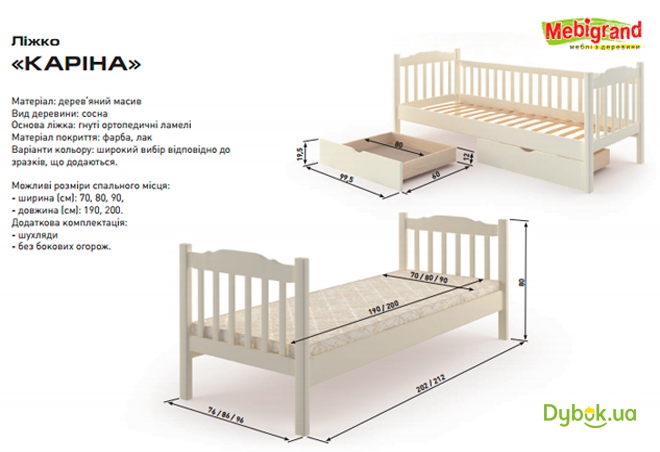 Ліжко
«КАРІНА»
Mebigrand
меблі з деревини
Матеріал: дерев'яний масив
Вид деревини: сосна
Основа ліжка: гнуті ортопедичні ламелі
Матеріал покриття: фарба, лак
Варіанти кольору: широкий вибір відповідно до
зразків, що додаються.
Можливі розміри спального місця:
- ширина (см): 70, 80, 90,
- довжина (см): 190, 200.
Додаткова комплектація:
- шухляди
- без бокових огорож.
19,5
80
12
99,5
60
70 / 80 / 90
190 / 200
80
202 / 212
76 / 86 / 96
Dybok.ua